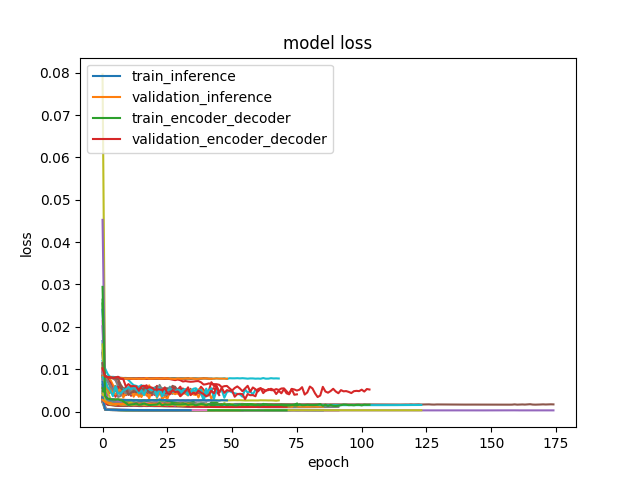 model loss
train_inference
validation_inference
train_encoder_decoder
validation_encoder_decoder
0.08
0.07
0.06
0.05
0.04
0.03
0.02
0.01
0.00
loss
0 25 50 75 100 125 150 175
epoch